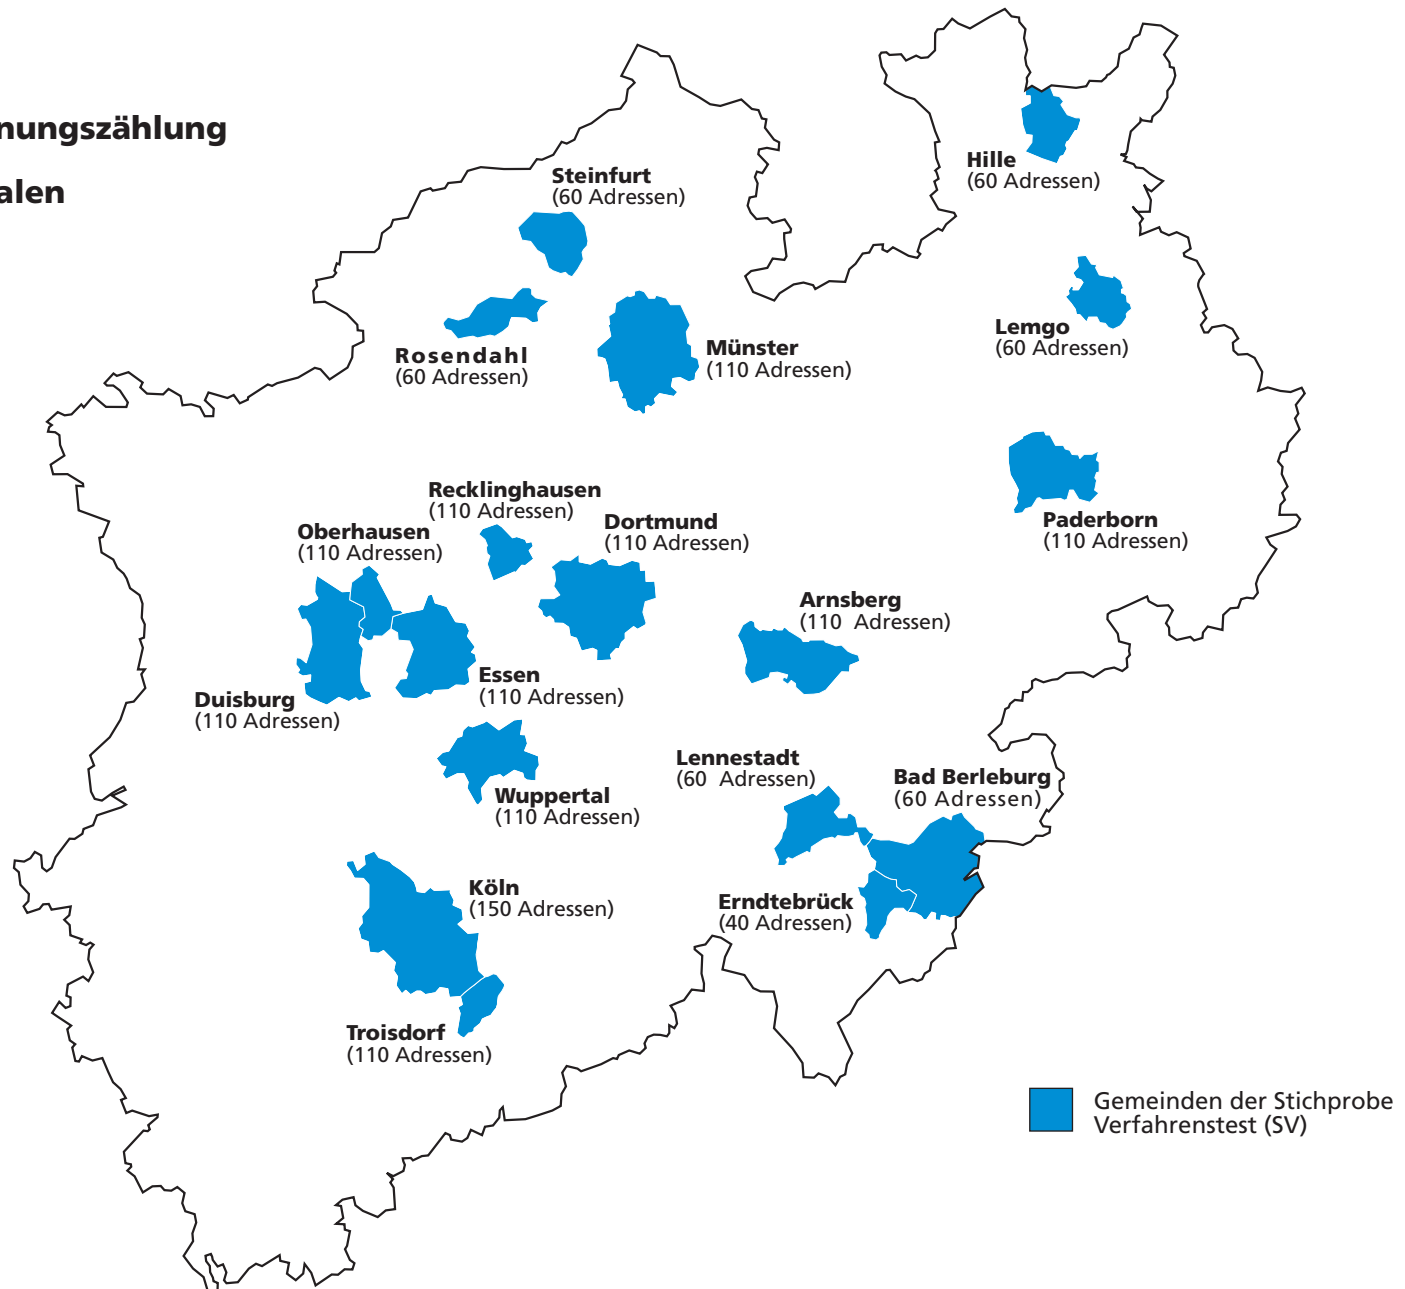 nungszählung
alen
Hille
(60 Adressen)
Steinfurt
(60 Adressen)
Lemgo
(60 Adressen)
Rosendahl
(60 Adressen)
Münster
(110 Adressen)
Recklinghausen
(110 Adressen)
Oberhausen
(110 Adressen)
Dortmund
(110 Adressen)
Paderborn
(110 Adressen)
Arnsberg
(110 Adressen)
Essen
(110 Adressen)
Duisburg
(110 Adressen)
Wuppertal
(110 Adressen)
Lennestadt
(60 Adressen)
Bad Berleburg
(60 Adressen)
Köln
(150 Adressen)
Erndtebrück
(40 Adressen)
Troisdorf
(110 Adressen)
Gemeinden der Stichprobe
Verfahrenstest (SV)